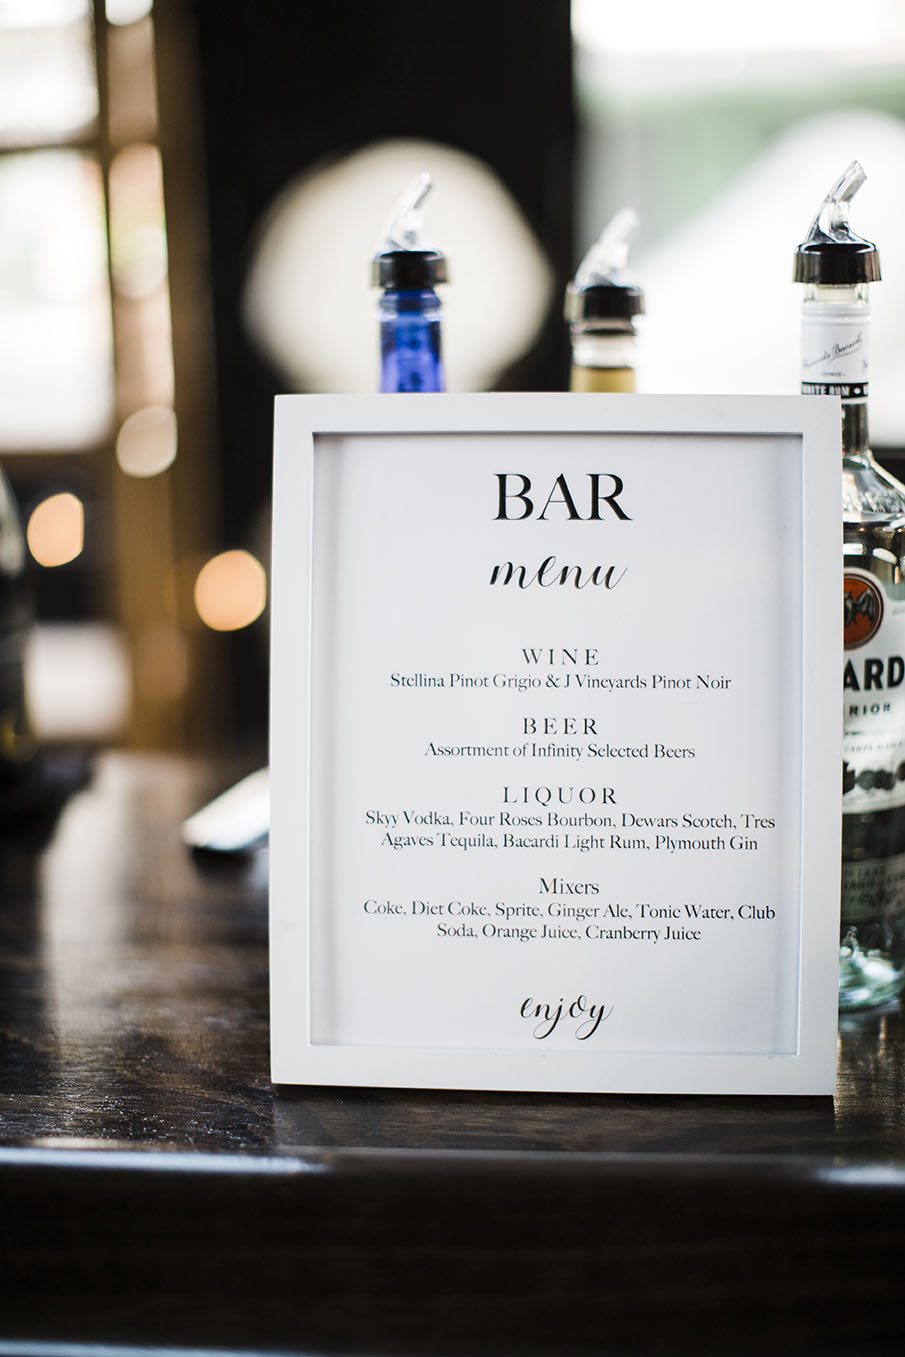 BAR
menu
WINE
Stellina Pinot Grigio & J Vineyards Pinot Noir
BEER
Assortment of Infinity Selected Beers
LIQUOR
Skyy Vodka, Four Roses Bourbon, Dewars Scotch, Tres
Agaves Tequila, Bacardi Light Rum, Plymouth Gin
Mixers
Coke, Diet Coke, Sprite, Ginger Ale, Tonic Water, Club
Soda, Orange Juice, Cranberry Juice
enjoy
WHITE RUM
ARD
RIOR